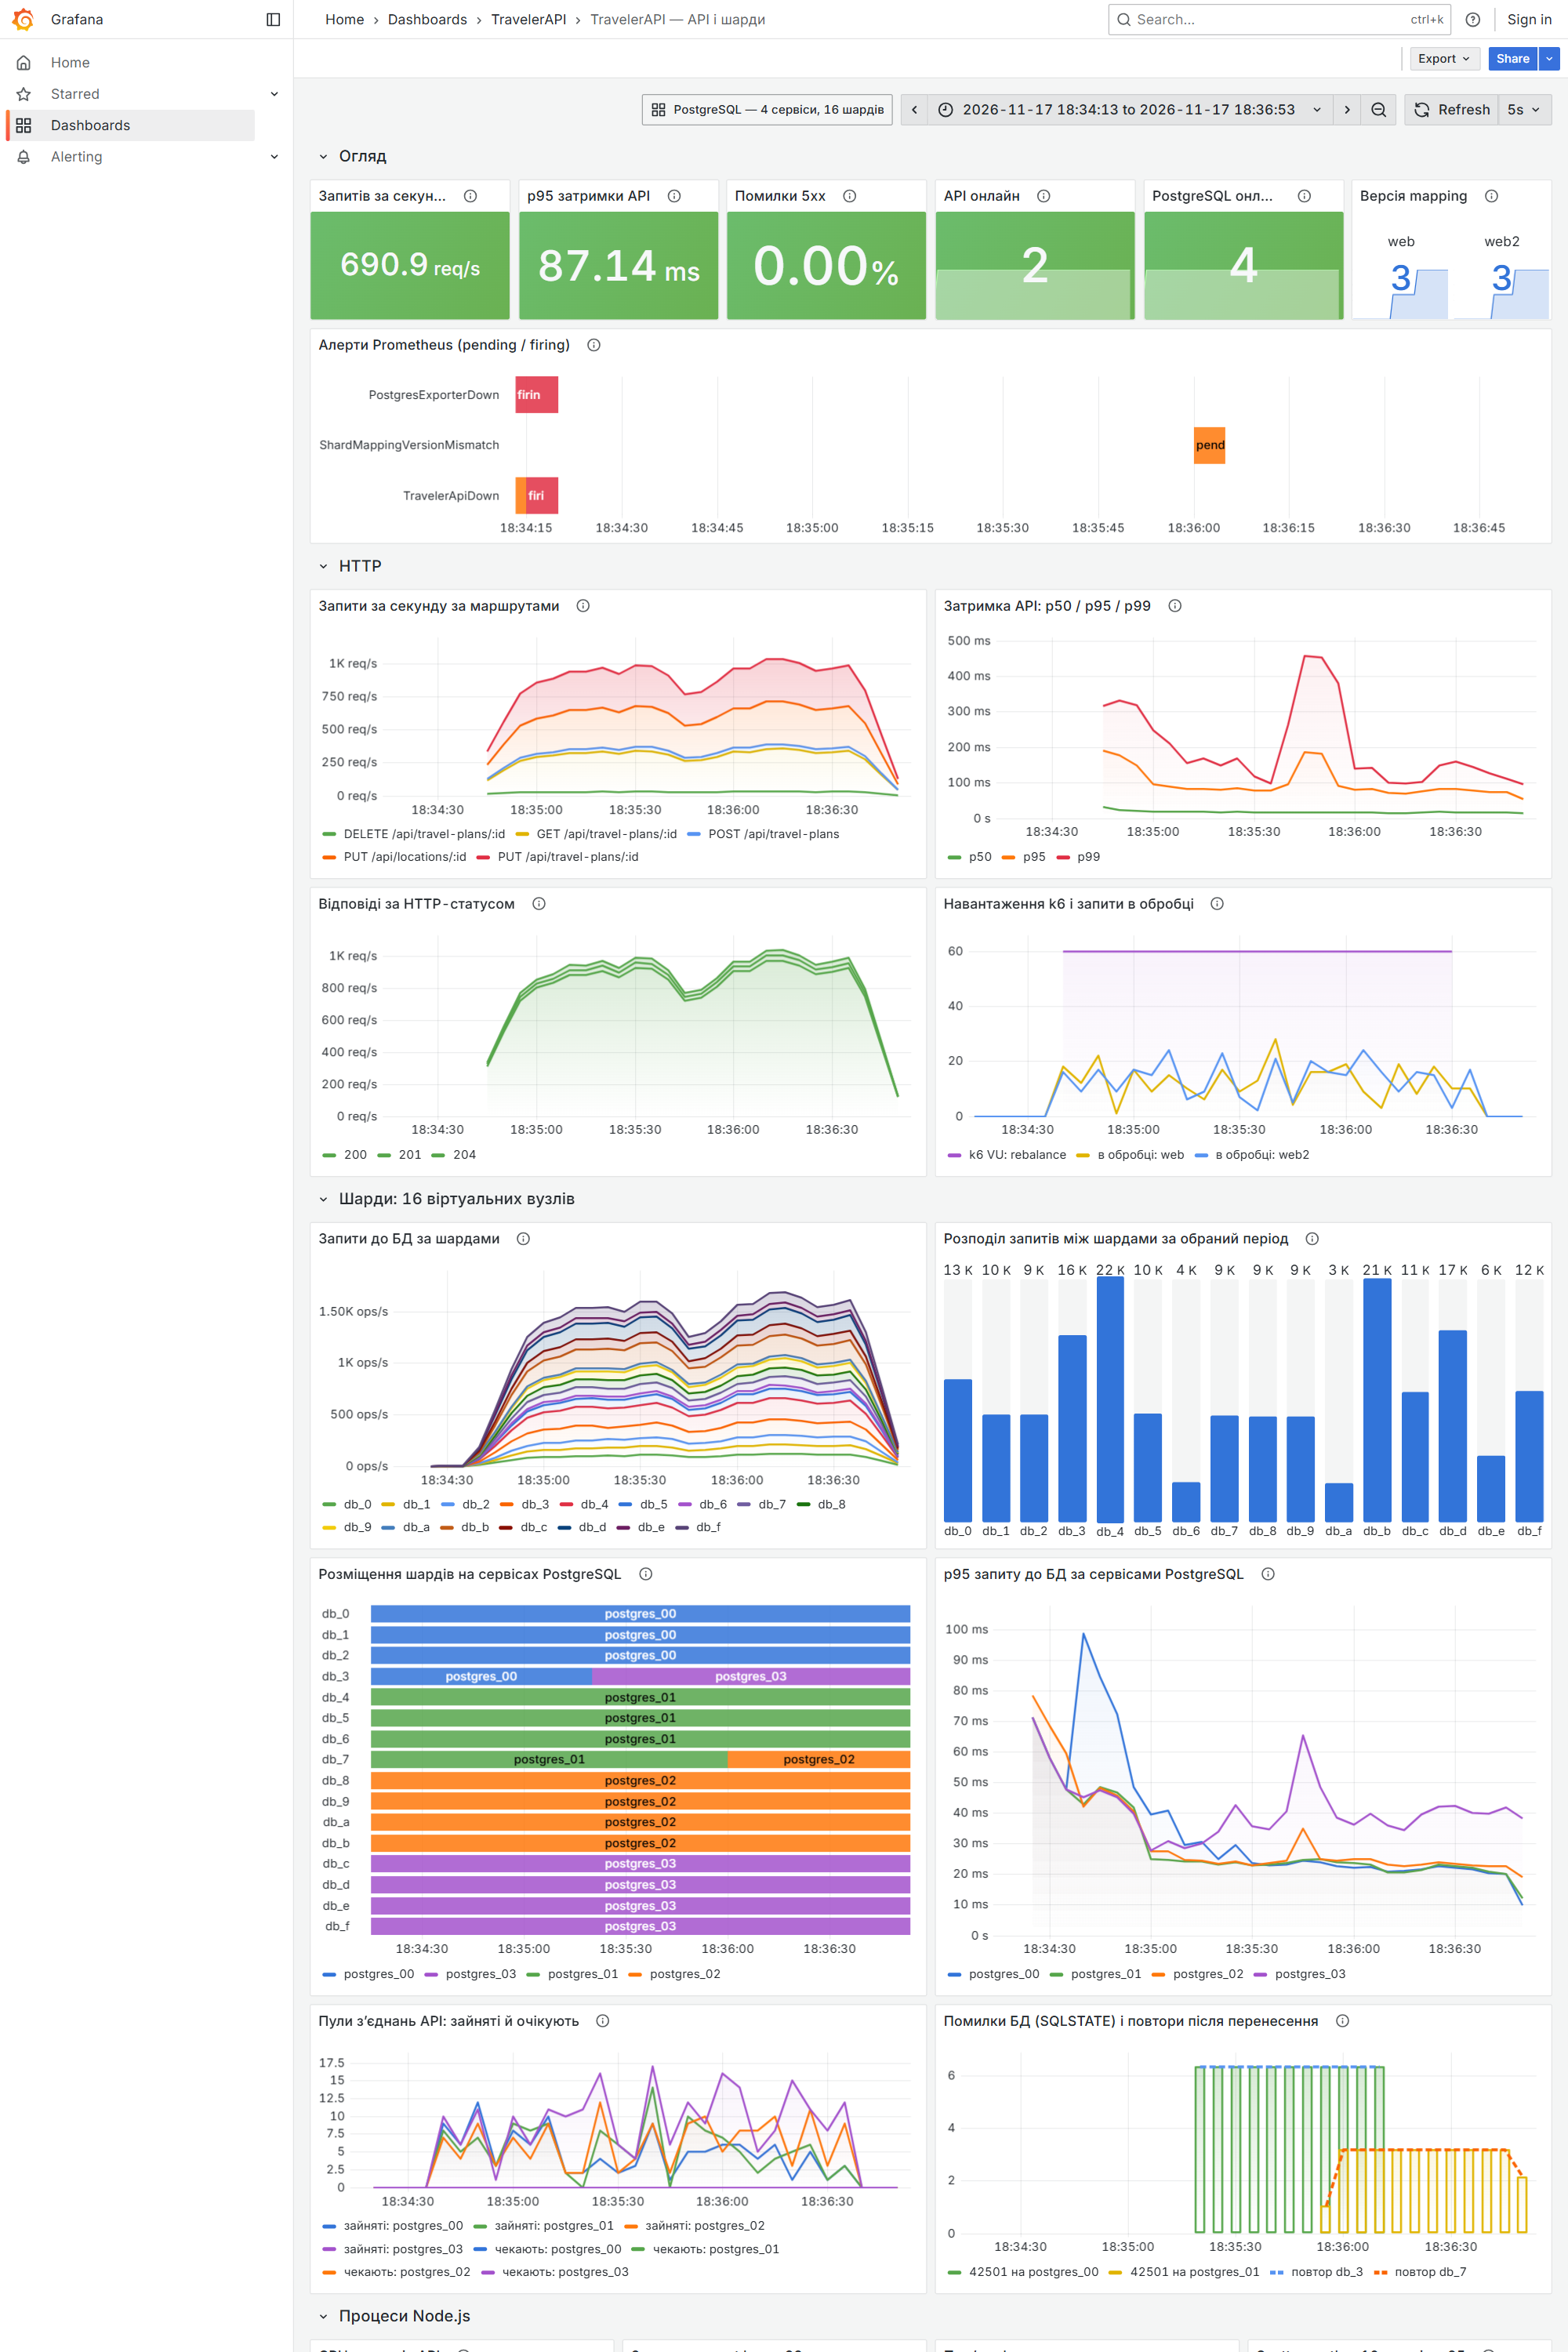 Grafana
Home › Dashboards › TravelerAPI › TravelerAPI — API і шарди
Search...
ctrl+k
Sign in
Home
Starred
Dashboards
Alerting
Export
Share
PostgreSQL — 4 сервіси, 16 шардів
2026-11-17 18:34:13 to 2026-11-17 18:36:53
Refresh
5s
Огляд
Запитів за секун...
p95 затримки API
Помилки 5xx
API онлайн
PostgreSQL онл...
Версія mapping
690.9 req/s
87.14 ms
0.00%
2
4
web
3
web2
3
Алерти Prometheus (pending / firing)
PostgresExporterDown
firin
ShardMappingVersionMismatch
pend
TravelerApiDown
firi
18:34:15 18:34:30 18:34:45 18:35:00 18:35:15 18:35:30 18:35:45 18:36:00 18:36:15 18:36:30 18:36:45
HTTP
Запити за секунду за маршрутами
1K req/s
750 req/s
500 req/s
250 req/s
0 req/s
18:34:30 18:35:00 18:35:30 18:36:00 18:36:30
DELETE /api/travel-plans/:id GET /api/travel-plans/:id POST /api/travel-plans
PUT /api/locations/:id PUT /api/travel-plans/:id
Затримка API: p50 / p95 / p99
500 ms
400 ms
300 ms
200 ms
100 ms
0 s
18:34:30 18:35:00 18:35:30 18:36:00 18:36:30
p50 p95 p99
Відповіді за HTTP-статусом
1K req/s
800 req/s
600 req/s
400 req/s
200 req/s
0 req/s
18:34:30 18:35:00 18:35:30 18:36:00 18:36:30
200 201 204
Навантаження k6 і запити в обробці
60
40
20
0
18:34:30 18:35:00 18:35:30 18:36:00 18:36:30
k6 VU: rebalance в обробці: web в обробці: web2
Шарди: 16 віртуальних вузлів
Запити до БД за шардами
1.50K ops/s
1K ops/s
500 ops/s
0 ops/s
18:34:30 18:35:00 18:35:30 18:36:00 18:36:30
db_0 db_1 db_2 db_3 db_4 db_5 db_6 db_7 db_8
db_9 db_a db_b db_c db_d db_e db_f
Розподіл запитів між шардами за обраний період
13 K 10 K 9 K 16 K 22 K 10 K 4 K 9 K 9 K 9 K 3 K 21 K 11 K 17 K 6 K 12 K
db_0 db_1 db_2 db_3 db_4 db_5 db_6 db_7 db_8 db_9 db_a db_b db_c db_d db_e db_f
Розміщення шардів на сервісах PostgreSQL
db_0 postgres_00
db_1 postgres_00
db_2 postgres_00
db_3 postgres_00 postgres_03
db_4 postgres_01
db_5 postgres_01
db_6 postgres_01
db_7 postgres_01 postgres_02
db_8 postgres_02
db_9 postgres_02
db_a postgres_02
db_b postgres_02
db_c postgres_03
db_d postgres_03
db_e postgres_03
db_f postgres_03
18:34:30 18:35:00 18:35:30 18:36:00 18:36:30
postgres_00 postgres_03 postgres_01 postgres_02
p95 запиту до БД за сервісами PostgreSQL
100 ms
90 ms
80 ms
70 ms
60 ms
50 ms
40 ms
30 ms
20 ms
10 ms
0 s
18:34:30 18:35:00 18:35:30 18:36:00 18:36:30
postgres_00 postgres_01 postgres_02 postgres_03
Пули з’єднань API: зайняті й очікують
17.5
15
12.5
10
7.5
5
2.5
0
18:34:30 18:35:00 18:35:30 18:36:00 18:36:30
зайняті: postgres_00 зайняті: postgres_01 зайняті: postgres_02
зайняті: postgres_03 чекають: postgres_00 чекають: postgres_01
чекають: postgres_02 чекають: postgres_03
Помилки БД (SQLSTATE) і повтори після перенесення
6
4
2
0
18:34:30 18:35:00 18:35:30 18:36:00 18:36:30
42501 на postgres_00 42501 на postgres_01 повтор db_3 повтор db_7
Процеси Node.js